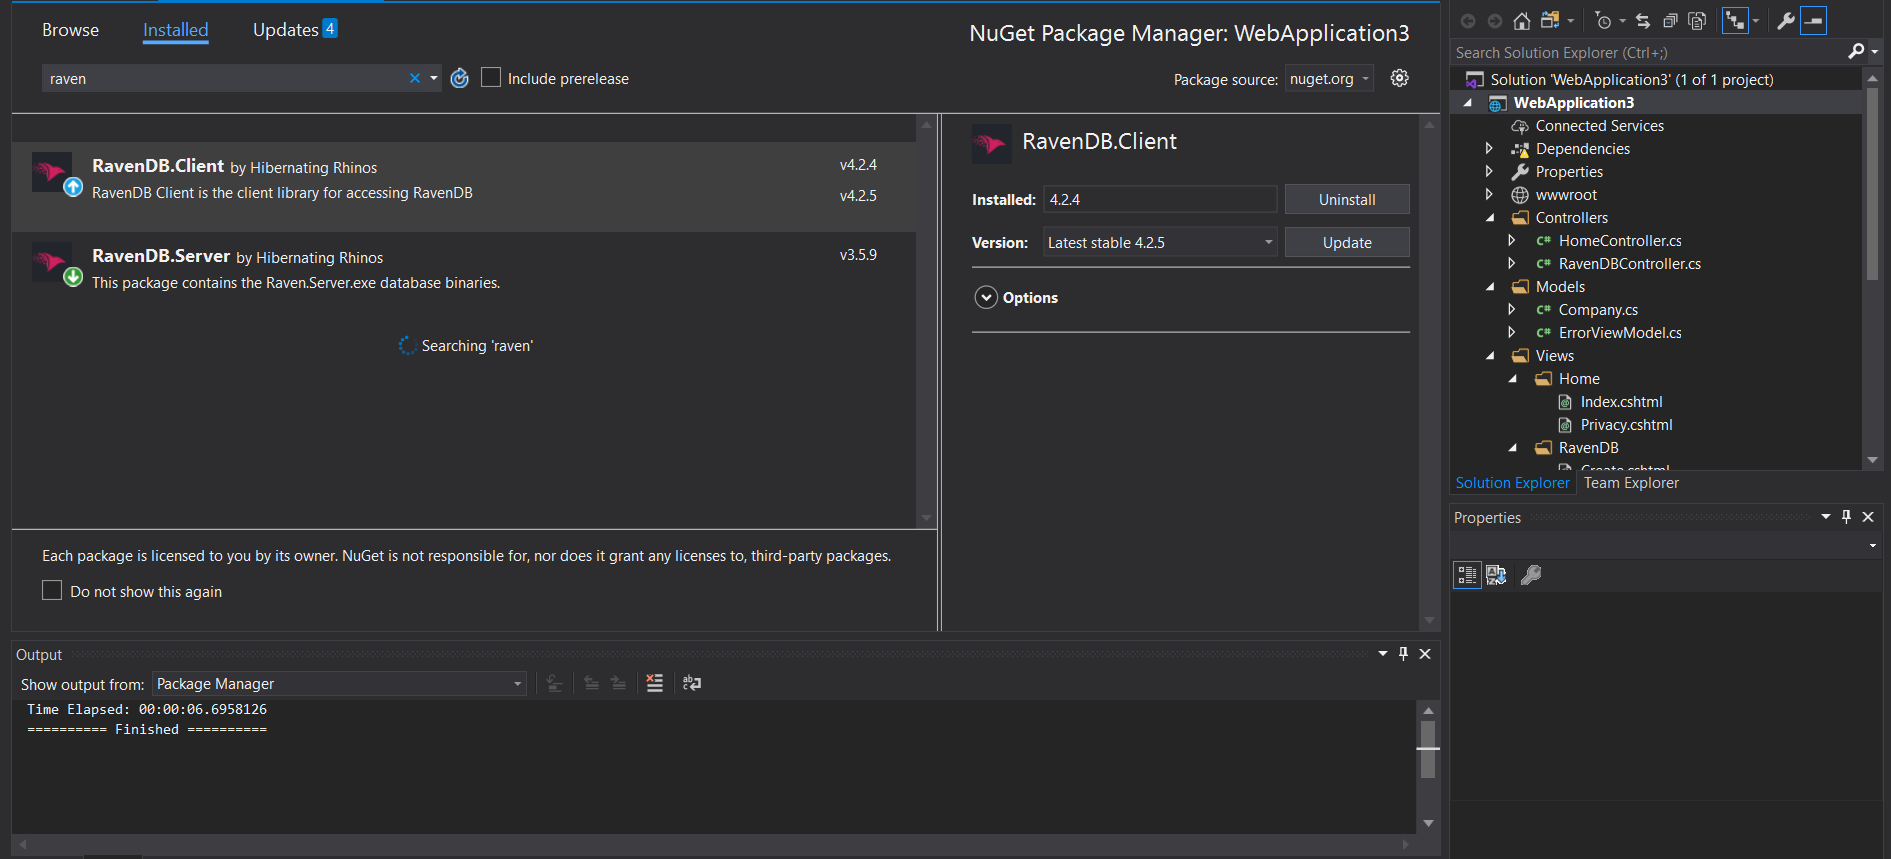 Browse
Installed
Updates 4
NuGet Package Manager: WebApplication3
raven
Include prerelease
Package source: nuget.org
RavenDB.Client by Hibernating Rhinos
v4.2.4
RavenDB Client is the client library for accessing RavenDB
v4.2.5
RavenDB.Server by Hibernating Rhinos
v3.5.9
This package contains the Raven.Server.exe database binaries.
Searching 'raven'
Each package is licensed to you by its owner. NuGet is not responsible for, nor does it grant any licenses to, third-party packages.
Do not show this again
RavenDB.Client
Installed: 4.2.4 Uninstall
Version: Latest stable 4.2.5 Update
Options
Output
Show output from: Package Manager
Time Elapsed: 00:00:06.6958126
========== Finished ==========
Search Solution Explorer (Ctrl+;)
Solution 'WebApplication3' (1 of 1 project)
WebApplication3
Connected Services
Dependencies
Properties
wwwroot
Controllers
C# HomeController.cs
C# RavenDBController.cs
Models
C# Company.cs
C# ErrorViewModel.cs
Views
Home
Index.cshtml
Privacy.cshtml
RavenDB
Create.cshtml
Solution Explorer Team Explorer
Properties